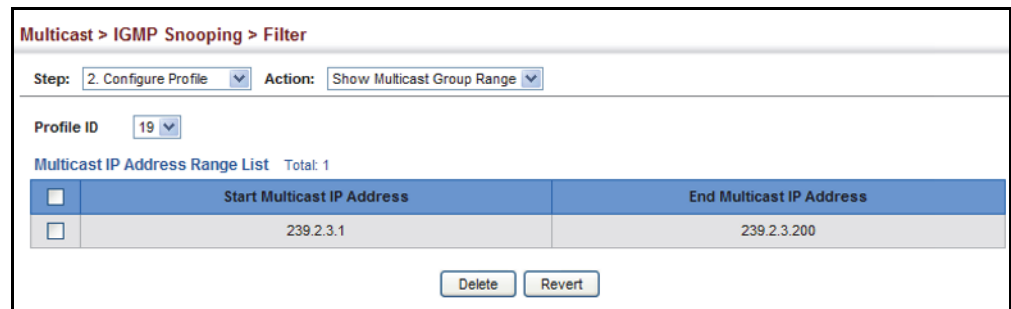 Multicast > IGMP Snooping > Filter
Step: 2. Configure Profile Action: Show Multicast Group Range
Profile ID 19
Multicast IP Address Range List Total: 1
Start Multicast IP Address End Multicast IP Address
239.2.3.1 239.2.3.200
Delete Revert